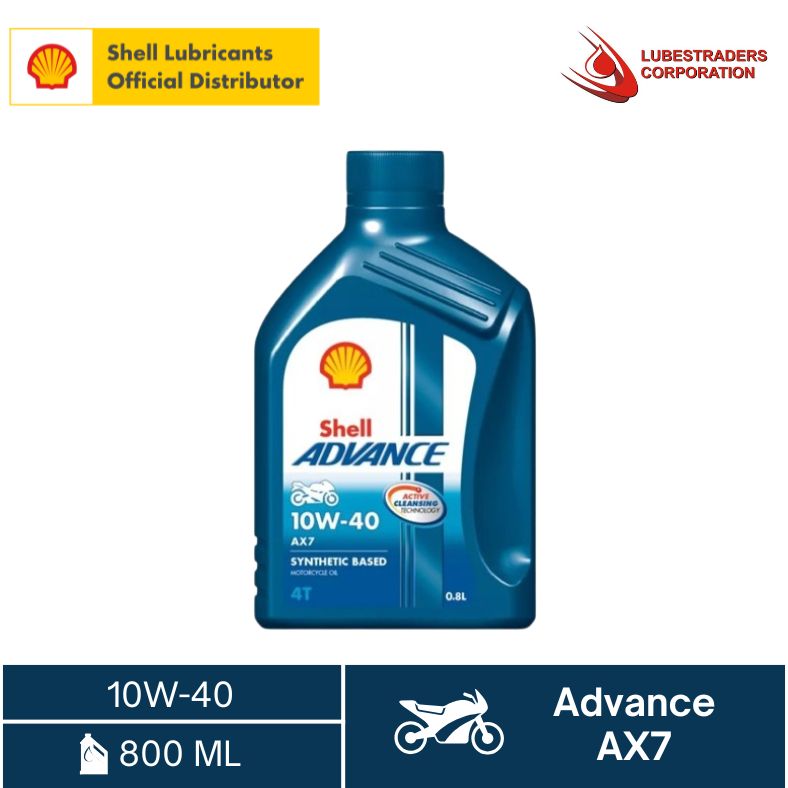 Shell Lubricants
Official Distributor
LUBESTRADERS
CORPORATION
Shell
ADVANCE
ACTIVE
CLEANSING
TECHNOLOGY
10W-40
AX7
SYNTHETIC BASED
MOTORCYCLE OIL
4T
0.8L
10W-40
800 ML
Advance
AX7